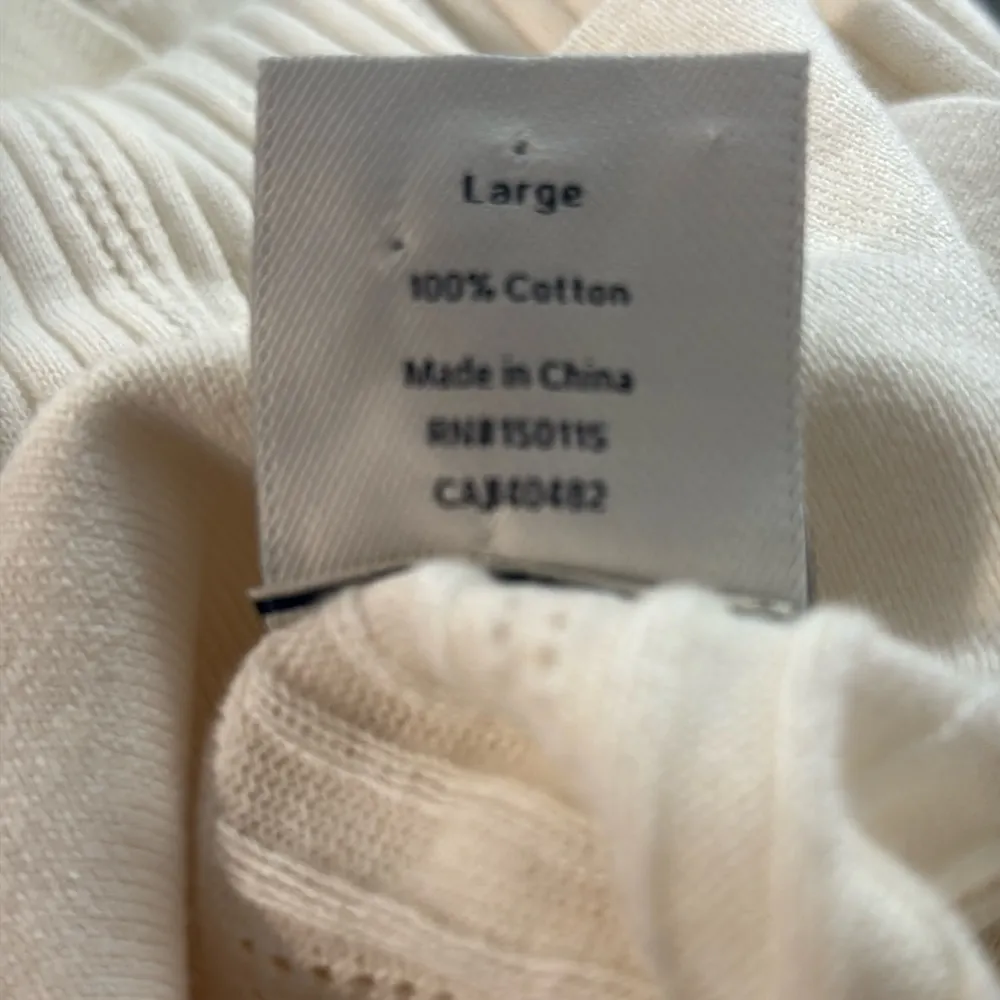 Large
100% Cotton
Made in China
RN#150115
CA#40482